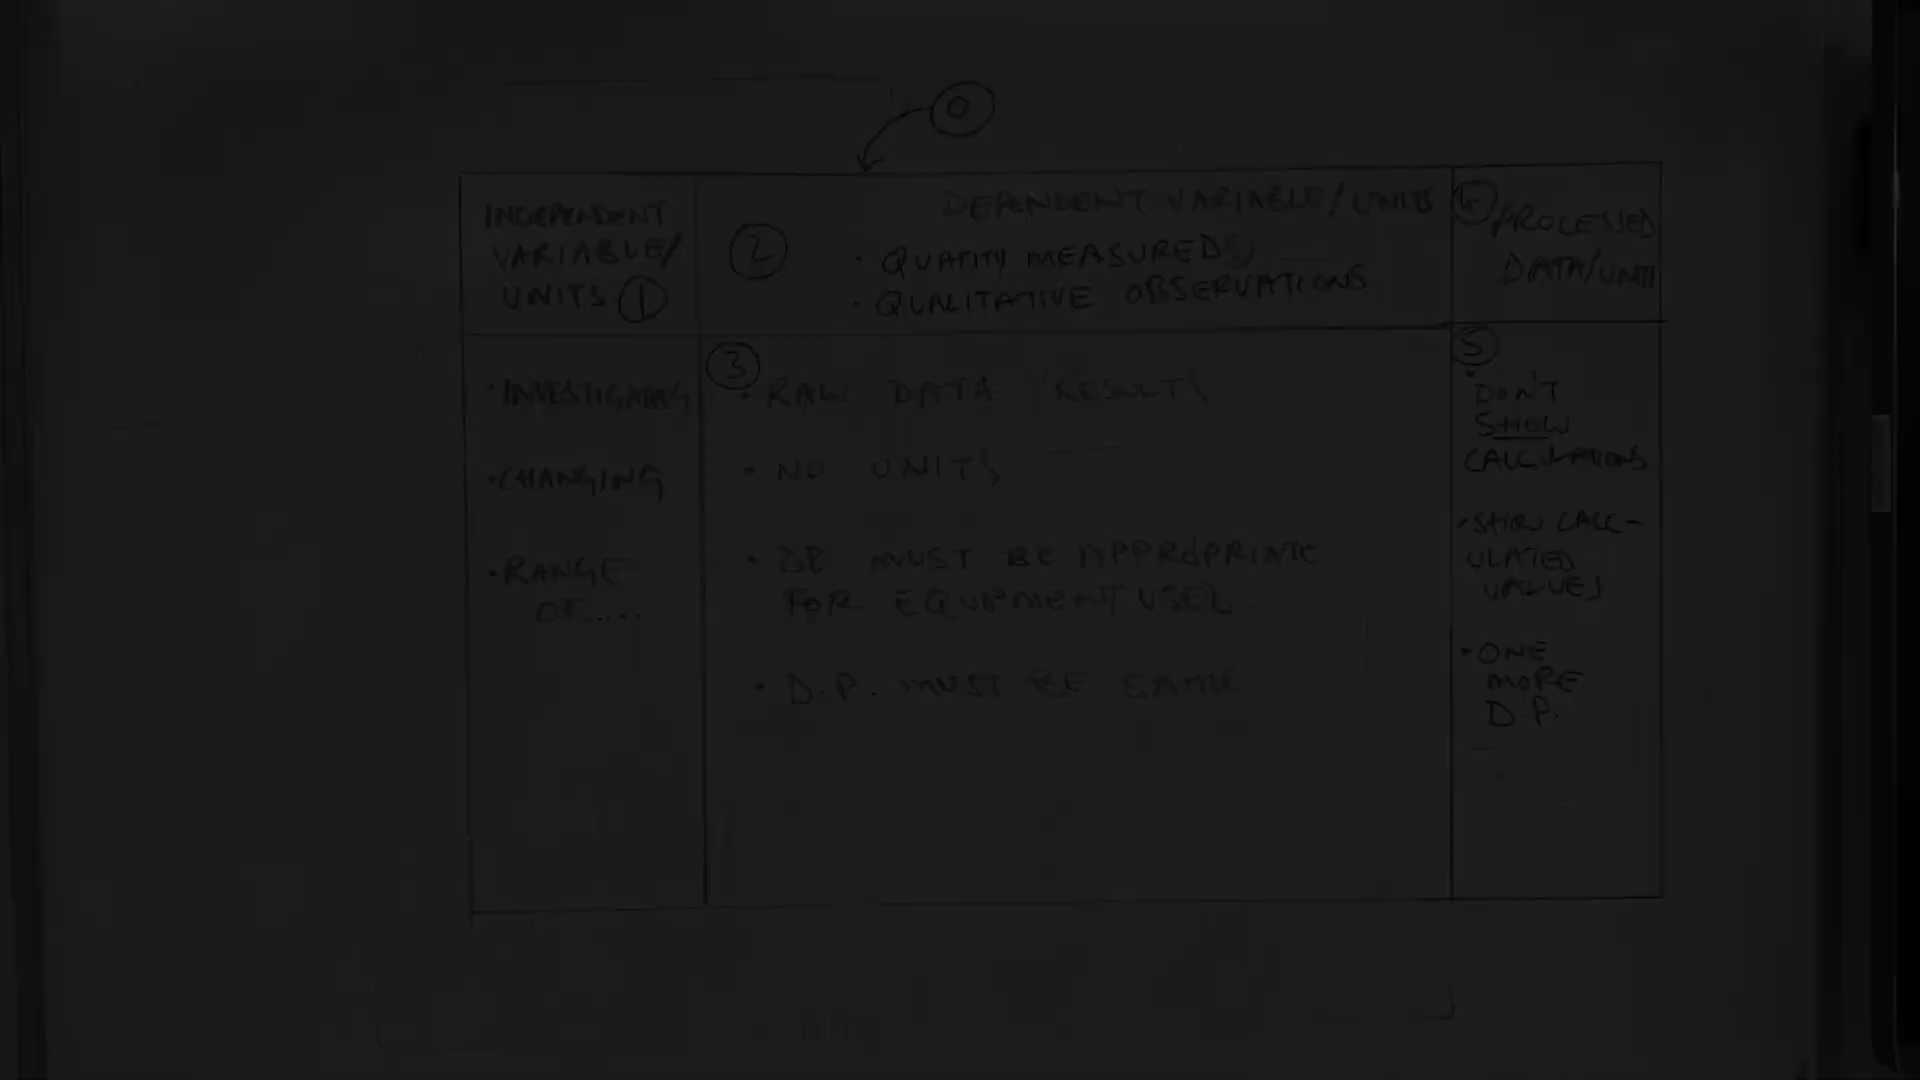 0
INDEPENDENT
VARIABLE/
UNITS 1
2
DEPENDENT VARIABLE/UNITS
• QUANTITY MEASURED
• QUALITATIVE OBSERVATIONS
4 PROCESSED
DATA/UNIT
• INVESTIGATING
• CHANGING
• RANGE
OF.....
3
• RAW DATA (RESULTS
• NO UNITS
• DP MUST BE APPROPRIATE
FOR EQUIPMENT USED.
• D.P. MUST BE SAME
5
• DON'T
SHOW
CALCULATIONS
• SHOW CALC-
ULATED
VALUES
• ONE
MORE
D.P.